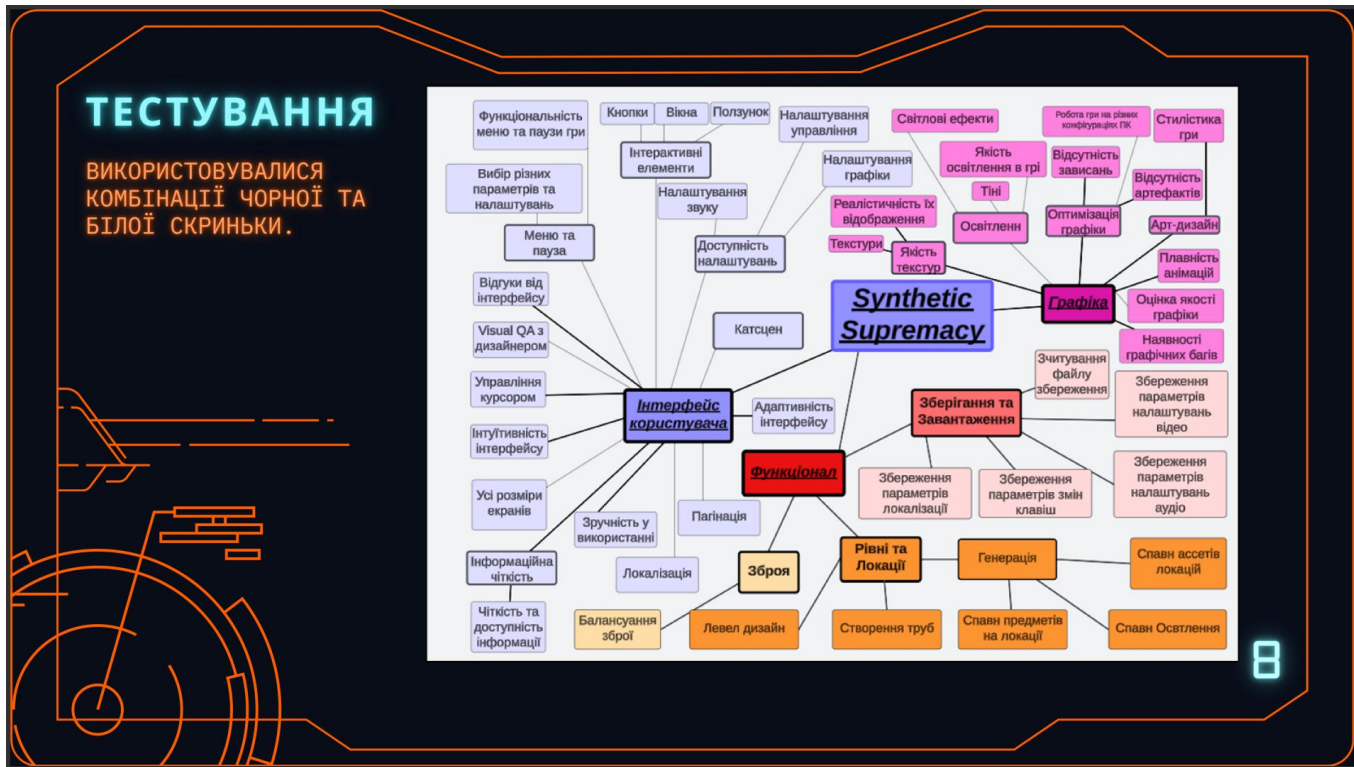 ТЕСТУВАННЯ
ВИКОРИСТОВУВАЛИСЯ
КОМБІНАЦІЇ ЧОРНОЇ ТА
БІЛОЇ СКРИНЬКИ.
Функціональність
меню та паузи гри
Кнопки
Вікна
Ползунок
Налаштування
управління
Світлові ефекти
Робота гри на різних
конфігураціях ПК
Стилістика
гри
Інтерактивні
елементи
Якість
освітлення в грі
Відсутність
зависань
Вибір різних
параметрів та
налаштувань
Налаштування
графіки
Відсутність
артефактів
Налаштування
звуку
Тіні
Реалістичність їх
відображення
Освітленн
Оптимізація
графіки
Арт-дизайн
Меню та
пауза
Доступність
налаштувань
Текстури
Якість
текстур
Плавність
анімацій
Відгуки від
інтерфейсу
Synthetic
Supremacy
Графіка
Оцінка якості
графіки
Visual QA з
дизайнером
Катсцен
Наявності
графічних багів
Зчитування
файлу
збереження
Управління
курсором
Збереження
параметрів
налаштувань
відео
Інтерфейс
користувача
Адаптивність
інтерфейсу
Зберігання та
Завантаження
Інтуїтивність
інтерфейсу
Функціонал
Збереження
параметрів
локалізації
Збереження
параметрів змін
клавіш
Збереження
параметрів
налаштувань
аудіо
Усі розміри
екранів
Зручність у
використанні
Пагінація
Інформаційна
чіткість
Локалізація
Зброя
Рівні та
Локації
Генерація
Спавн ассетів
локацій
Чіткість та
доступність
інформації
Балансуання
зброї
Левел дизайн
Створення труб
Спавн предметів
на локації
Спавн Освтлення
8